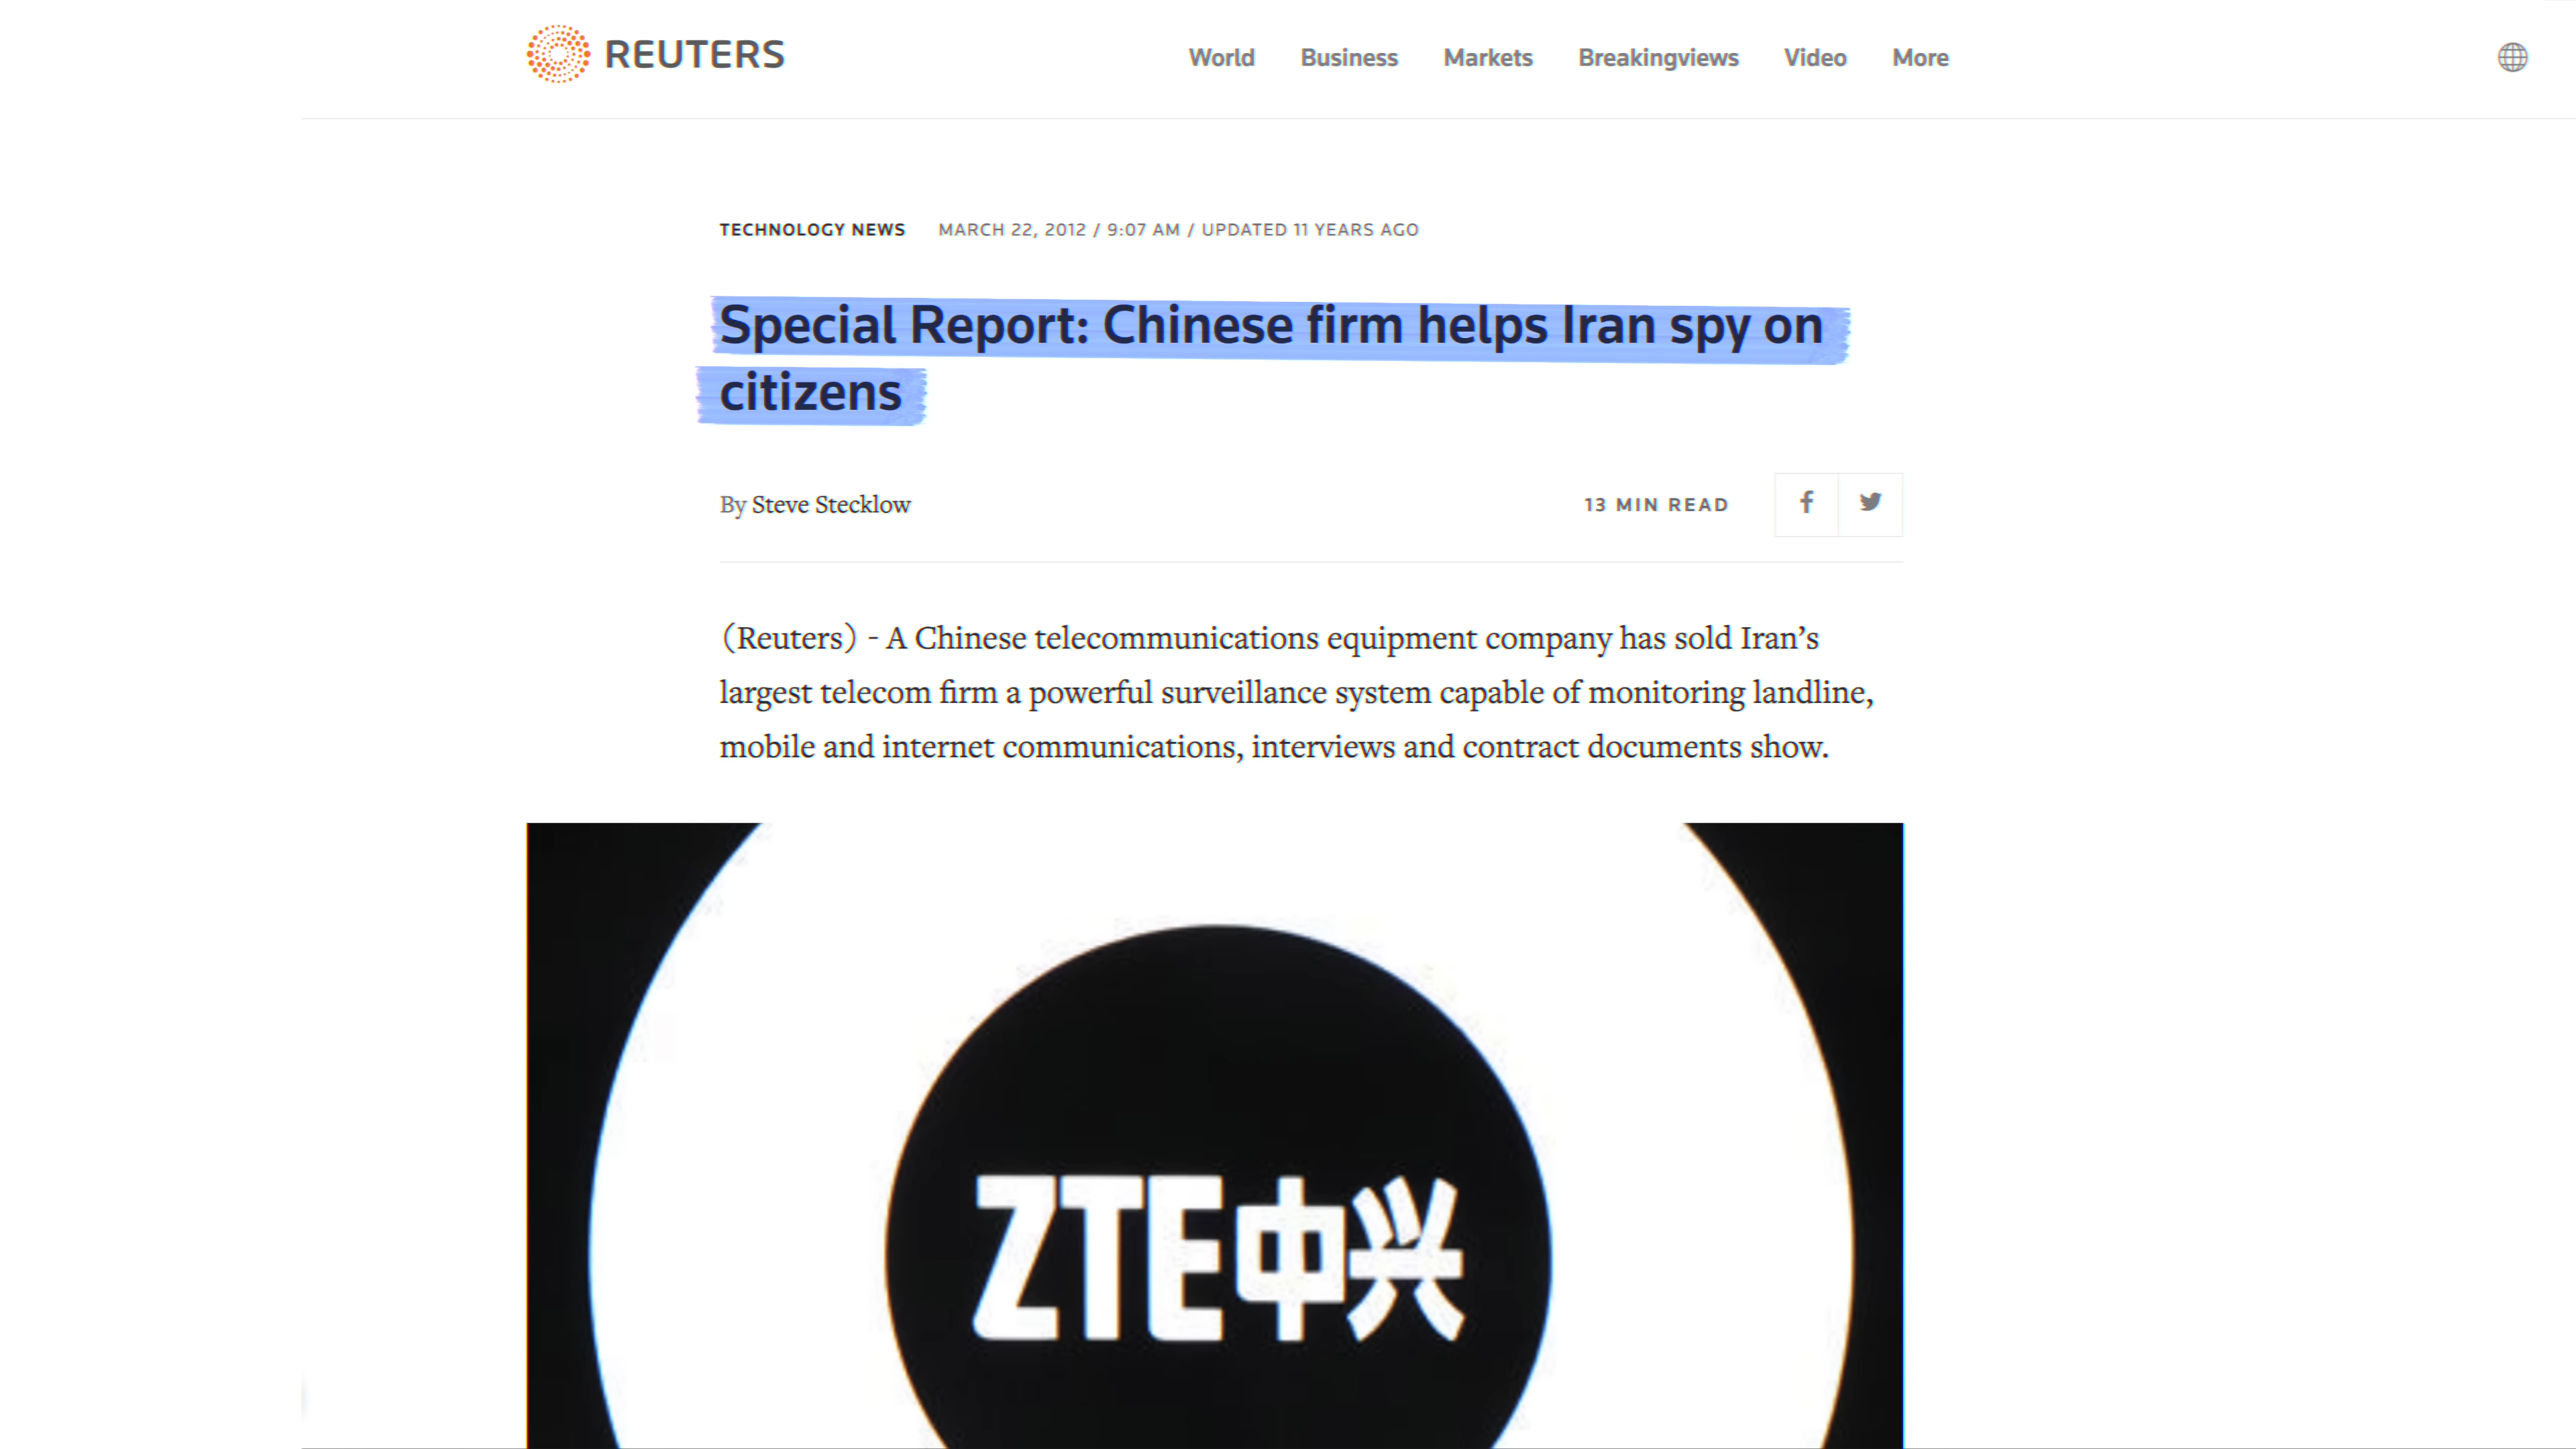 REUTERS
World Business Markets Breakingviews Video More
TECHNOLOGY NEWS MARCH 22, 2012 / 9:07 AM / UPDATED 11 YEARS AGO
Special Report: Chinese firm helps Iran spy on
citizens
By Steve Stecklow
13 MIN READ
(Reuters) - A Chinese telecommunications equipment company has sold Iran’s
largest telecom firm a powerful surveillance system capable of monitoring landline,
mobile and internet communications, interviews and contract documents show.
ZTE中兴